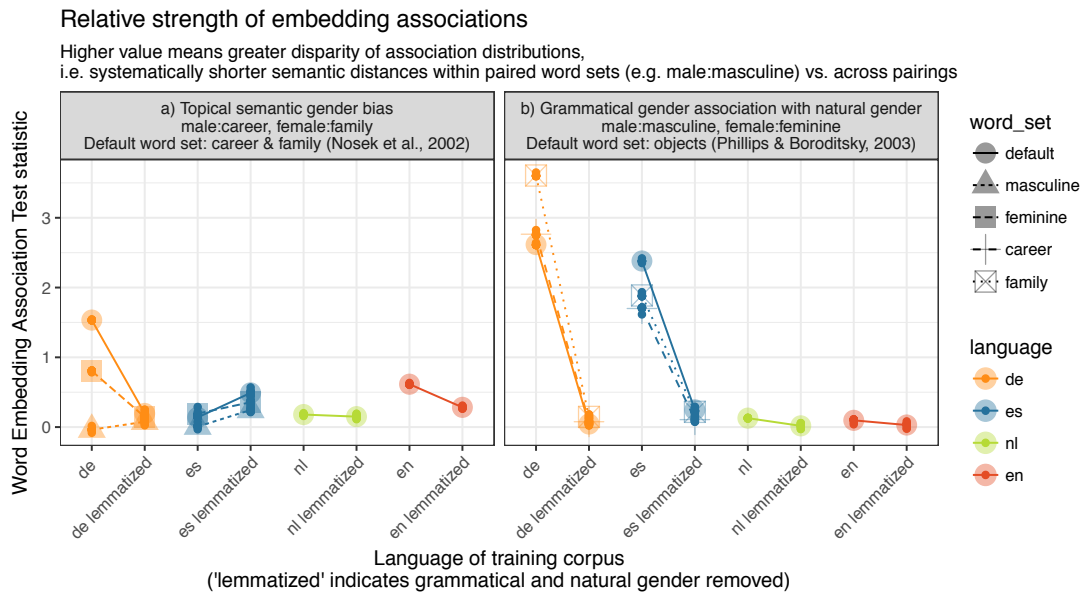 Relative strength of embedding associations
Higher value means greater disparity of association distributions,
i.e. systematically shorter semantic distances within paired word sets (e.g. male:masculine) vs. across pairings
a) Topical semantic gender bias
male:career, female:family
Default word set: career & family (Nosek et al., 2002)
b) Grammatical gender association with natural gender
male:masculine, female:feminine
Default word set: objects (Phillips & Boroditsky, 2003)
Word Embedding Association Test statistic
3
2
1
0
de
de lemmatized
es
es lemmatized
nl
nl lemmatized
en
en lemmatized
de
de lemmatized
es
es lemmatized
nl
nl lemmatized
en
en lemmatized
Language of training corpus
('lemmatized' indicates grammatical and natural gender removed)
word_set
default
masculine
feminine
career
family
language
de
es
nl
en